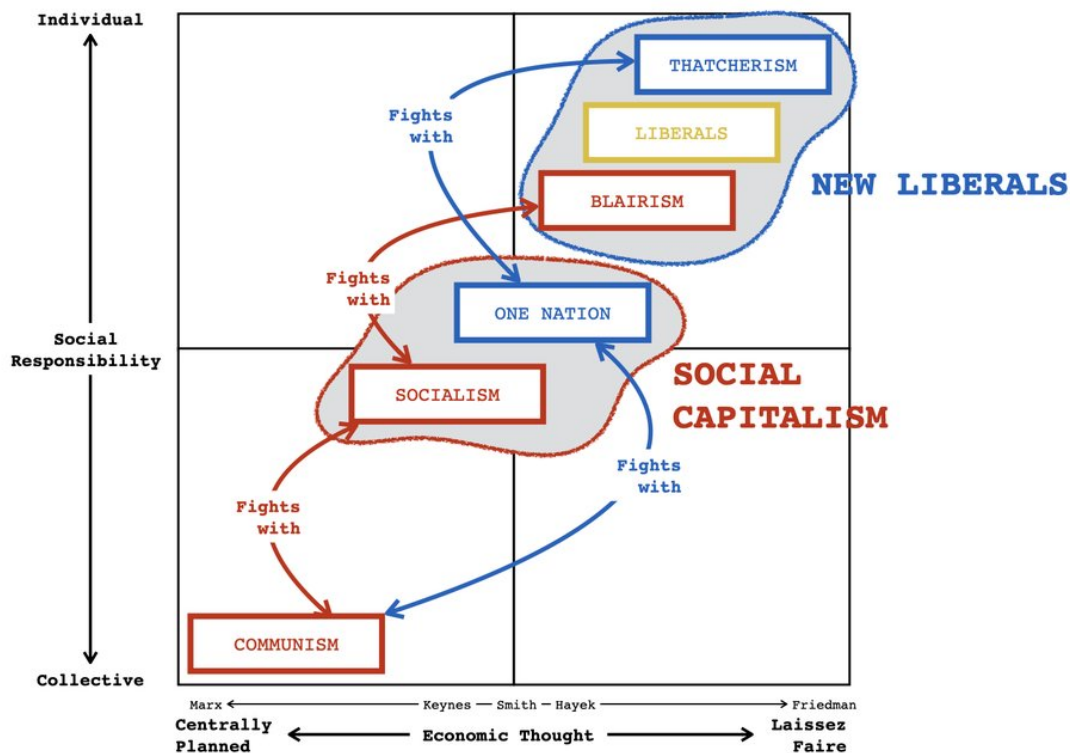 Individual
THATCHERISM
Fights
with
LIBERALS
NEW LIBERALS
BLAIRISM
Fights
with
ONE NATION
Social
Responsibility
SOCIAL
CAPITALISM
SOCIALISM
Fights
with
Fights
with
COMMUNISM
Collective
Marx Keynes Smith Hayek Friedman
Centrally
Planned
Economic Thought
Laissez
Faire